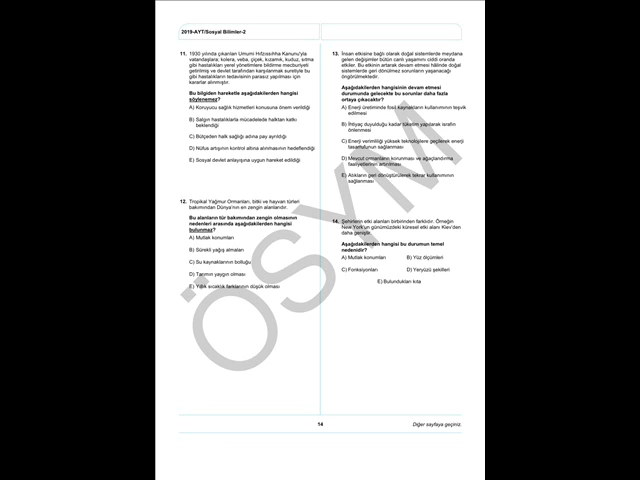 2019-AYT/Sosyal Bilimler-2
11. 1930 yılında çıkarılan Umumi Hıfzıssıhha Kanunu'yla
vatandaşlara; kolera, veba, çiçek, kızamık, kuduz, sıtma
gibi hastalıkları yerel yönetimlere bildirme mecburiyeti
getirilmiş ve devlet tarafından karşılanmak suretiyle bu
gibi hastalıkların tedavisinin parasız yapılması için
kararlar alınmıştır.
Bu bilgiden hareketle aşağıdakilerden hangisi
söylenemez?
A) Koruyucu sağlık hizmetleri konusuna önem verildiği
B) Salgın hastalıklarla mücadelede halktan katkı
beklendiği
C) Bütçeden halk sağlığı adına pay ayrıldığı
D) Nüfus artışının kontrol altına alınmasının hedeflendiği
E) Sosyal devlet anlayışına uygun hareket edildiği
12. Tropikal Yağmur Ormanları, bitki ve hayvan türleri
bakımından Dünya'nın en zengin alanlarıdır.
Bu alanların tür bakımından zengin olmasının
nedenleri arasında aşağıdakilerden hangisi
bulunmaz?
A) Mutlak konumları
B) Sürekli yağış almaları
C) Su kaynaklarının bolluğu
D) Tarımın yaygın olması
E) Yıllık sıcaklık farklarının düşük olması
13. İnsan etkisine bağlı olarak doğal sistemlerde meydana
gelen değişimler bütün canlı yaşamını ciddi oranda
etkiler. Bu etkinin artarak devam etmesi hâlinde doğal
sistemlerde geri dönülmez sorunların yaşanacağı
öngörülmektedir.
Aşağıdakilerden hangisinin devam etmesi
durumunda gelecekte bu sorunlar daha fazla
ortaya çıkacaktır?
A) Enerji üretiminde fosil kaynakların kullanımının teşvik
edilmesi
B) İhtiyaç duyulduğu kadar tüketim yapılarak israfın
önlenmesi
C) Enerji verimliliği yüksek teknolojilere geçilerek enerji
tasarrufunun sağlanması
D) Mevcut ormanların korunması ve ağaçlandırma
faaliyetlerinin artırılması
E) Atıkların geri dönüştürülerek tekrar kullanımının
sağlanması
14. Şehirlerin etki alanları birbirinden farklıdır. Örneğin
New York'un günümüzdeki küresel etki alanı Kiev'den
daha geniştir.
Aşağıdakilerden hangisi bu durumun temel
nedenidir?
A) Mutlak konumları B) Yüz ölçümleri
C) Fonksiyonları D) Yeryüzü şekilleri
E) Bulundukları kıta
ÖSYM
14 Diğer sayfaya geçiniz.